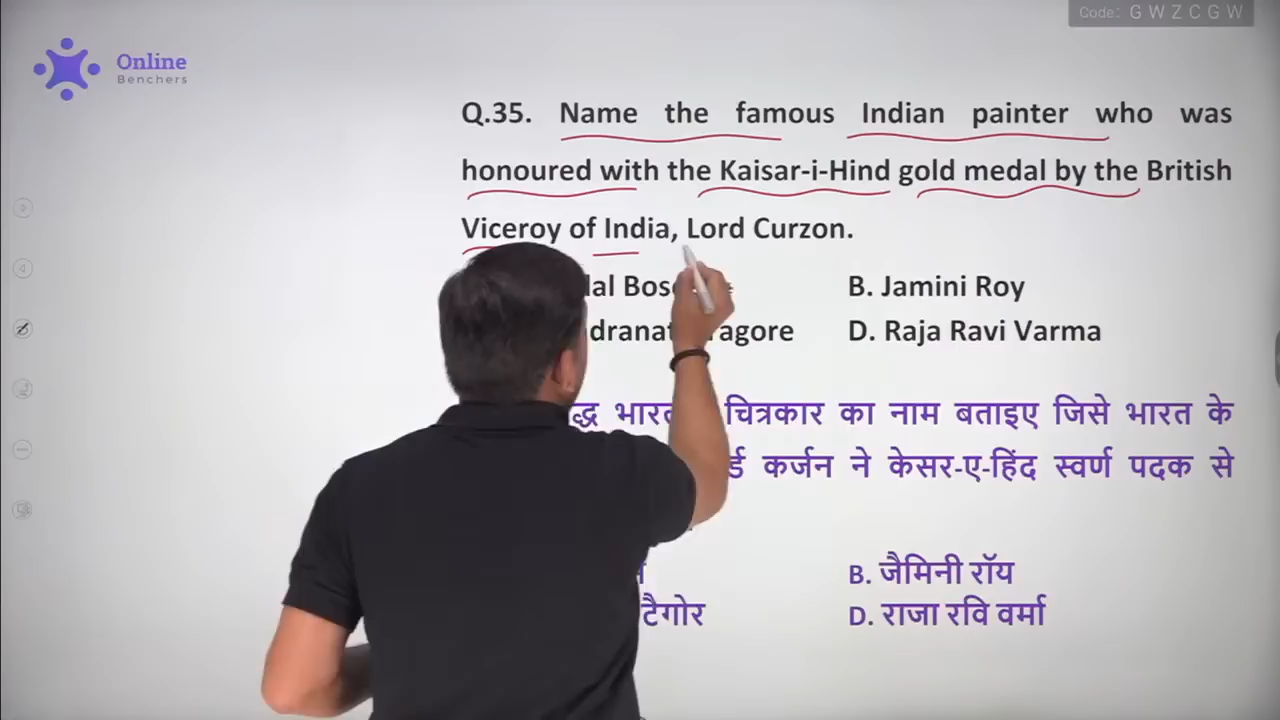 Code: G W Z C G W
Online
Benchers
Q.35. Name the famous Indian painter who was
honoured with the Kaisar-i-Hind gold medal by the British
Viceroy of India, Lord Curzon.
B. Jamini Roy
D. Raja Ravi Varma
चित्रकार का नाम बताइए जिसे भारत के
कर्जन ने केसर-ए-हिंद स्वर्ण पदक से
B. जैमिनी रॉय
टैगोर D. राजा रवि वर्मा